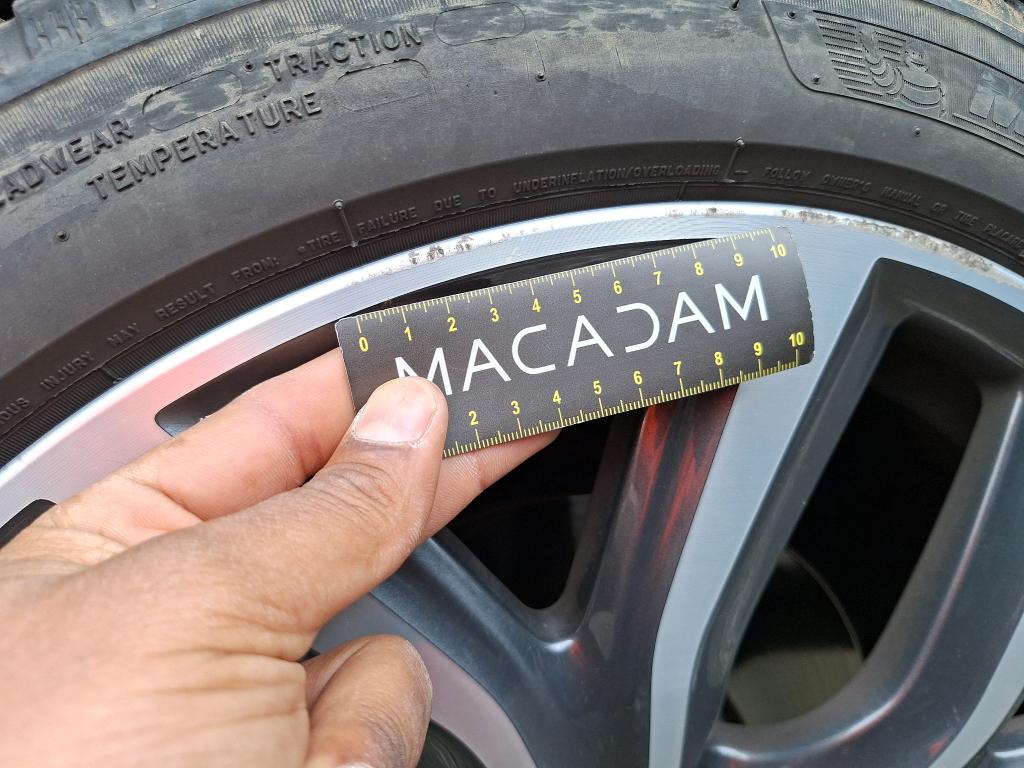 TRACTION
TEMPERATURE
INJURY MAY RESULT FROM: •TIRE FAILURE DUE TO UNDERINFLATION/OVERLOADING -- FOLLOW OWNER'S MANUAL OR TIRE PLACARD
0 1 2 3 4 5 6 7 8 9 10
MACADAM
2 3 4 5 6 7 8 9 10